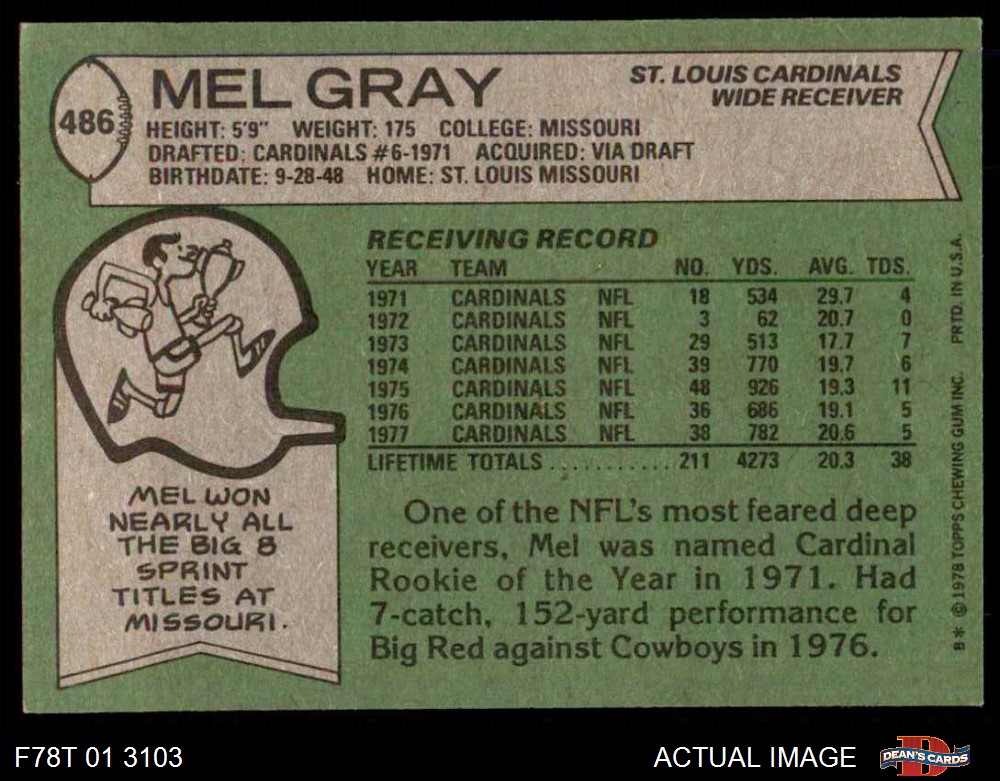 486
MEL GRAY
ST. LOUIS CARDINALS
WIDE RECEIVER
HEIGHT: 5'9" WEIGHT: 175 COLLEGE: MISSOURI
DRAFTED: CARDINALS #6-1971 ACQUIRED: VIA DRAFT
BIRTHDATE: 9-28-48 HOME: ST. LOUIS MISSOURI
RECEIVING RECORD
YEAR TEAM NO. YDS. AVG. TDS.
1971 CARDINALS NFL 18 534 29.7 4
1972 CARDINALS NFL 3 62 20.7 0
1973 CARDINALS NFL 29 513 17.7 7
1974 CARDINALS NFL 39 770 19.7 6
1975 CARDINALS NFL 48 926 19.3 11
1976 CARDINALS NFL 36 686 19.1 5
1977 CARDINALS NFL 38 782 20.6 5
LIFETIME TOTALS ........... 211 4273 20.3 38
MEL WON
NEARLY ALL
THE BIG 8
SPRINT
TITLES AT
MISSOURI.
One of the NFL's most feared deep
receivers, Mel was named Cardinal
Rookie of the Year in 1971. Had
7-catch, 152-yard performance for
Big Red against Cowboys in 1976.
B* © 1978 TOPPS CHEWING GUM INC. PRTD. IN U.S.A.
F78T 01 3103
ACTUAL IMAGE
D
DEAN'S CARDS